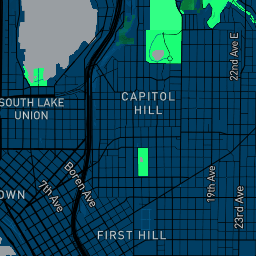 22nd Ave E
CAPITOL
HILL
SOUTH LAKE
UNION
Boren Ave
7th Ave
19th Ave
23rd Ave
OWN
FIRST HILL